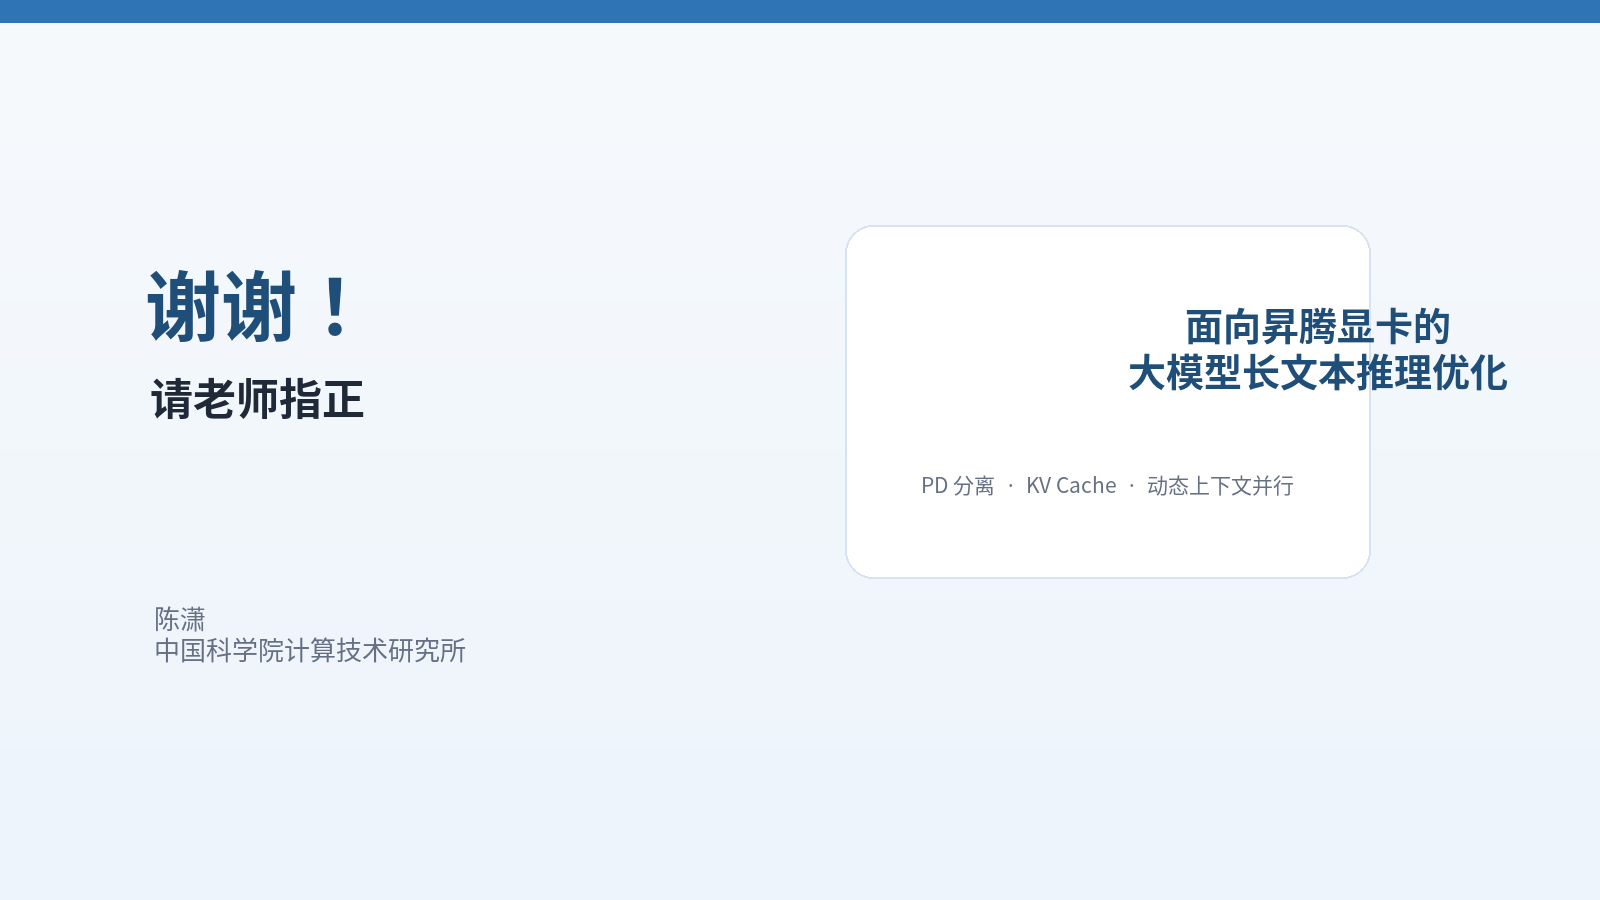 谢谢！
请老师指正
面向昇腾显卡的
大模型长文本推理优化
PD 分离 · KV Cache · 动态上下文并行
陈潇
中国科学院计算技术研究所